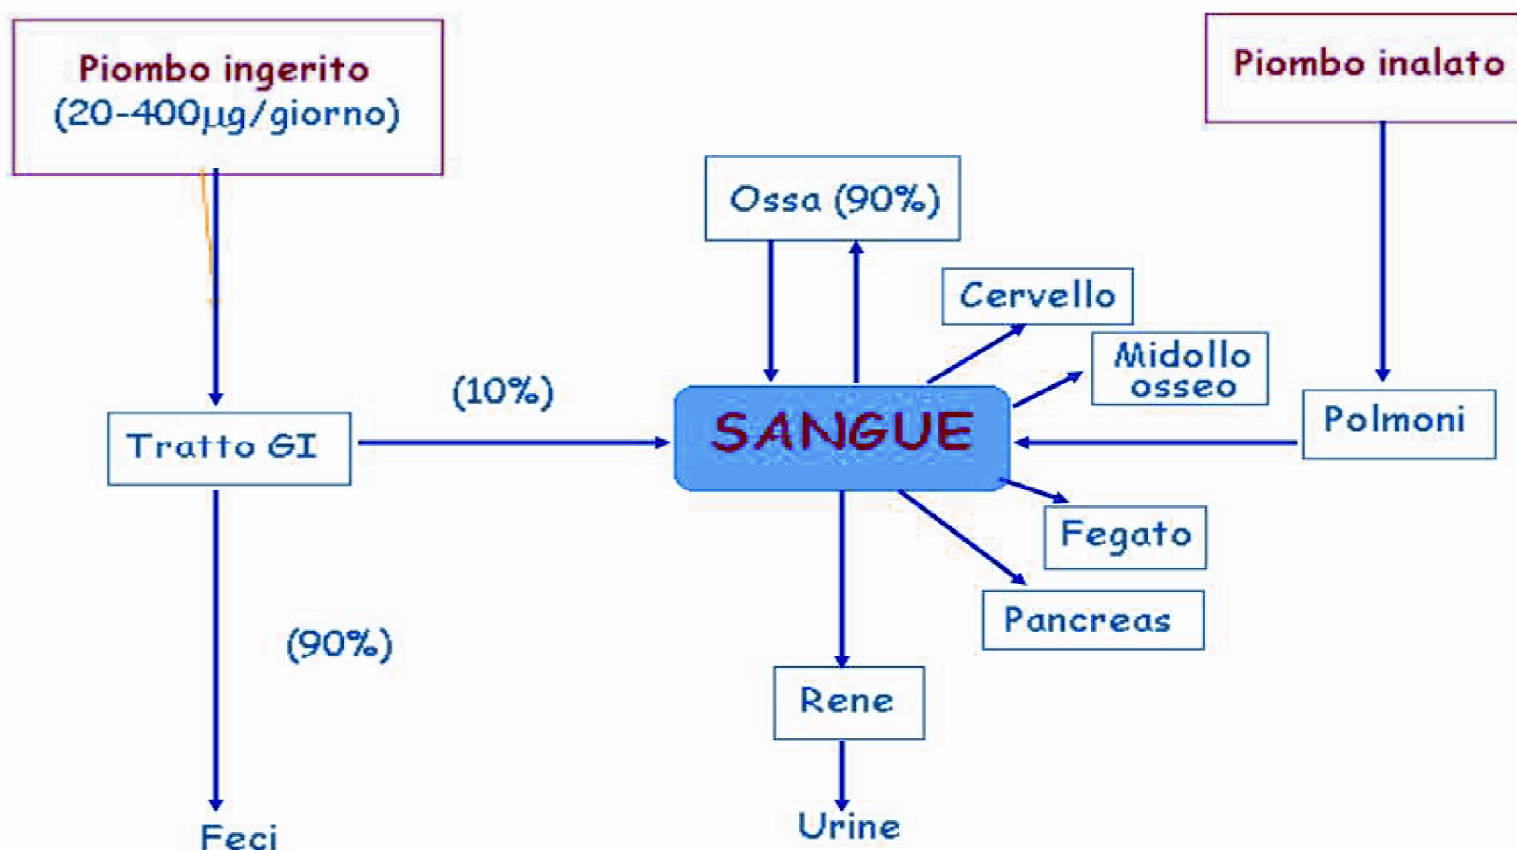 Piombo ingerito
(20-400µg/giorno)
Piombo inalato
Ossa (90%)
Cervello
Midollo
osseo
(10%)
SANGUE
Polmoni
Tratto GI
Fegato
Pancreas
(90%)
Rene
Urine
Feci